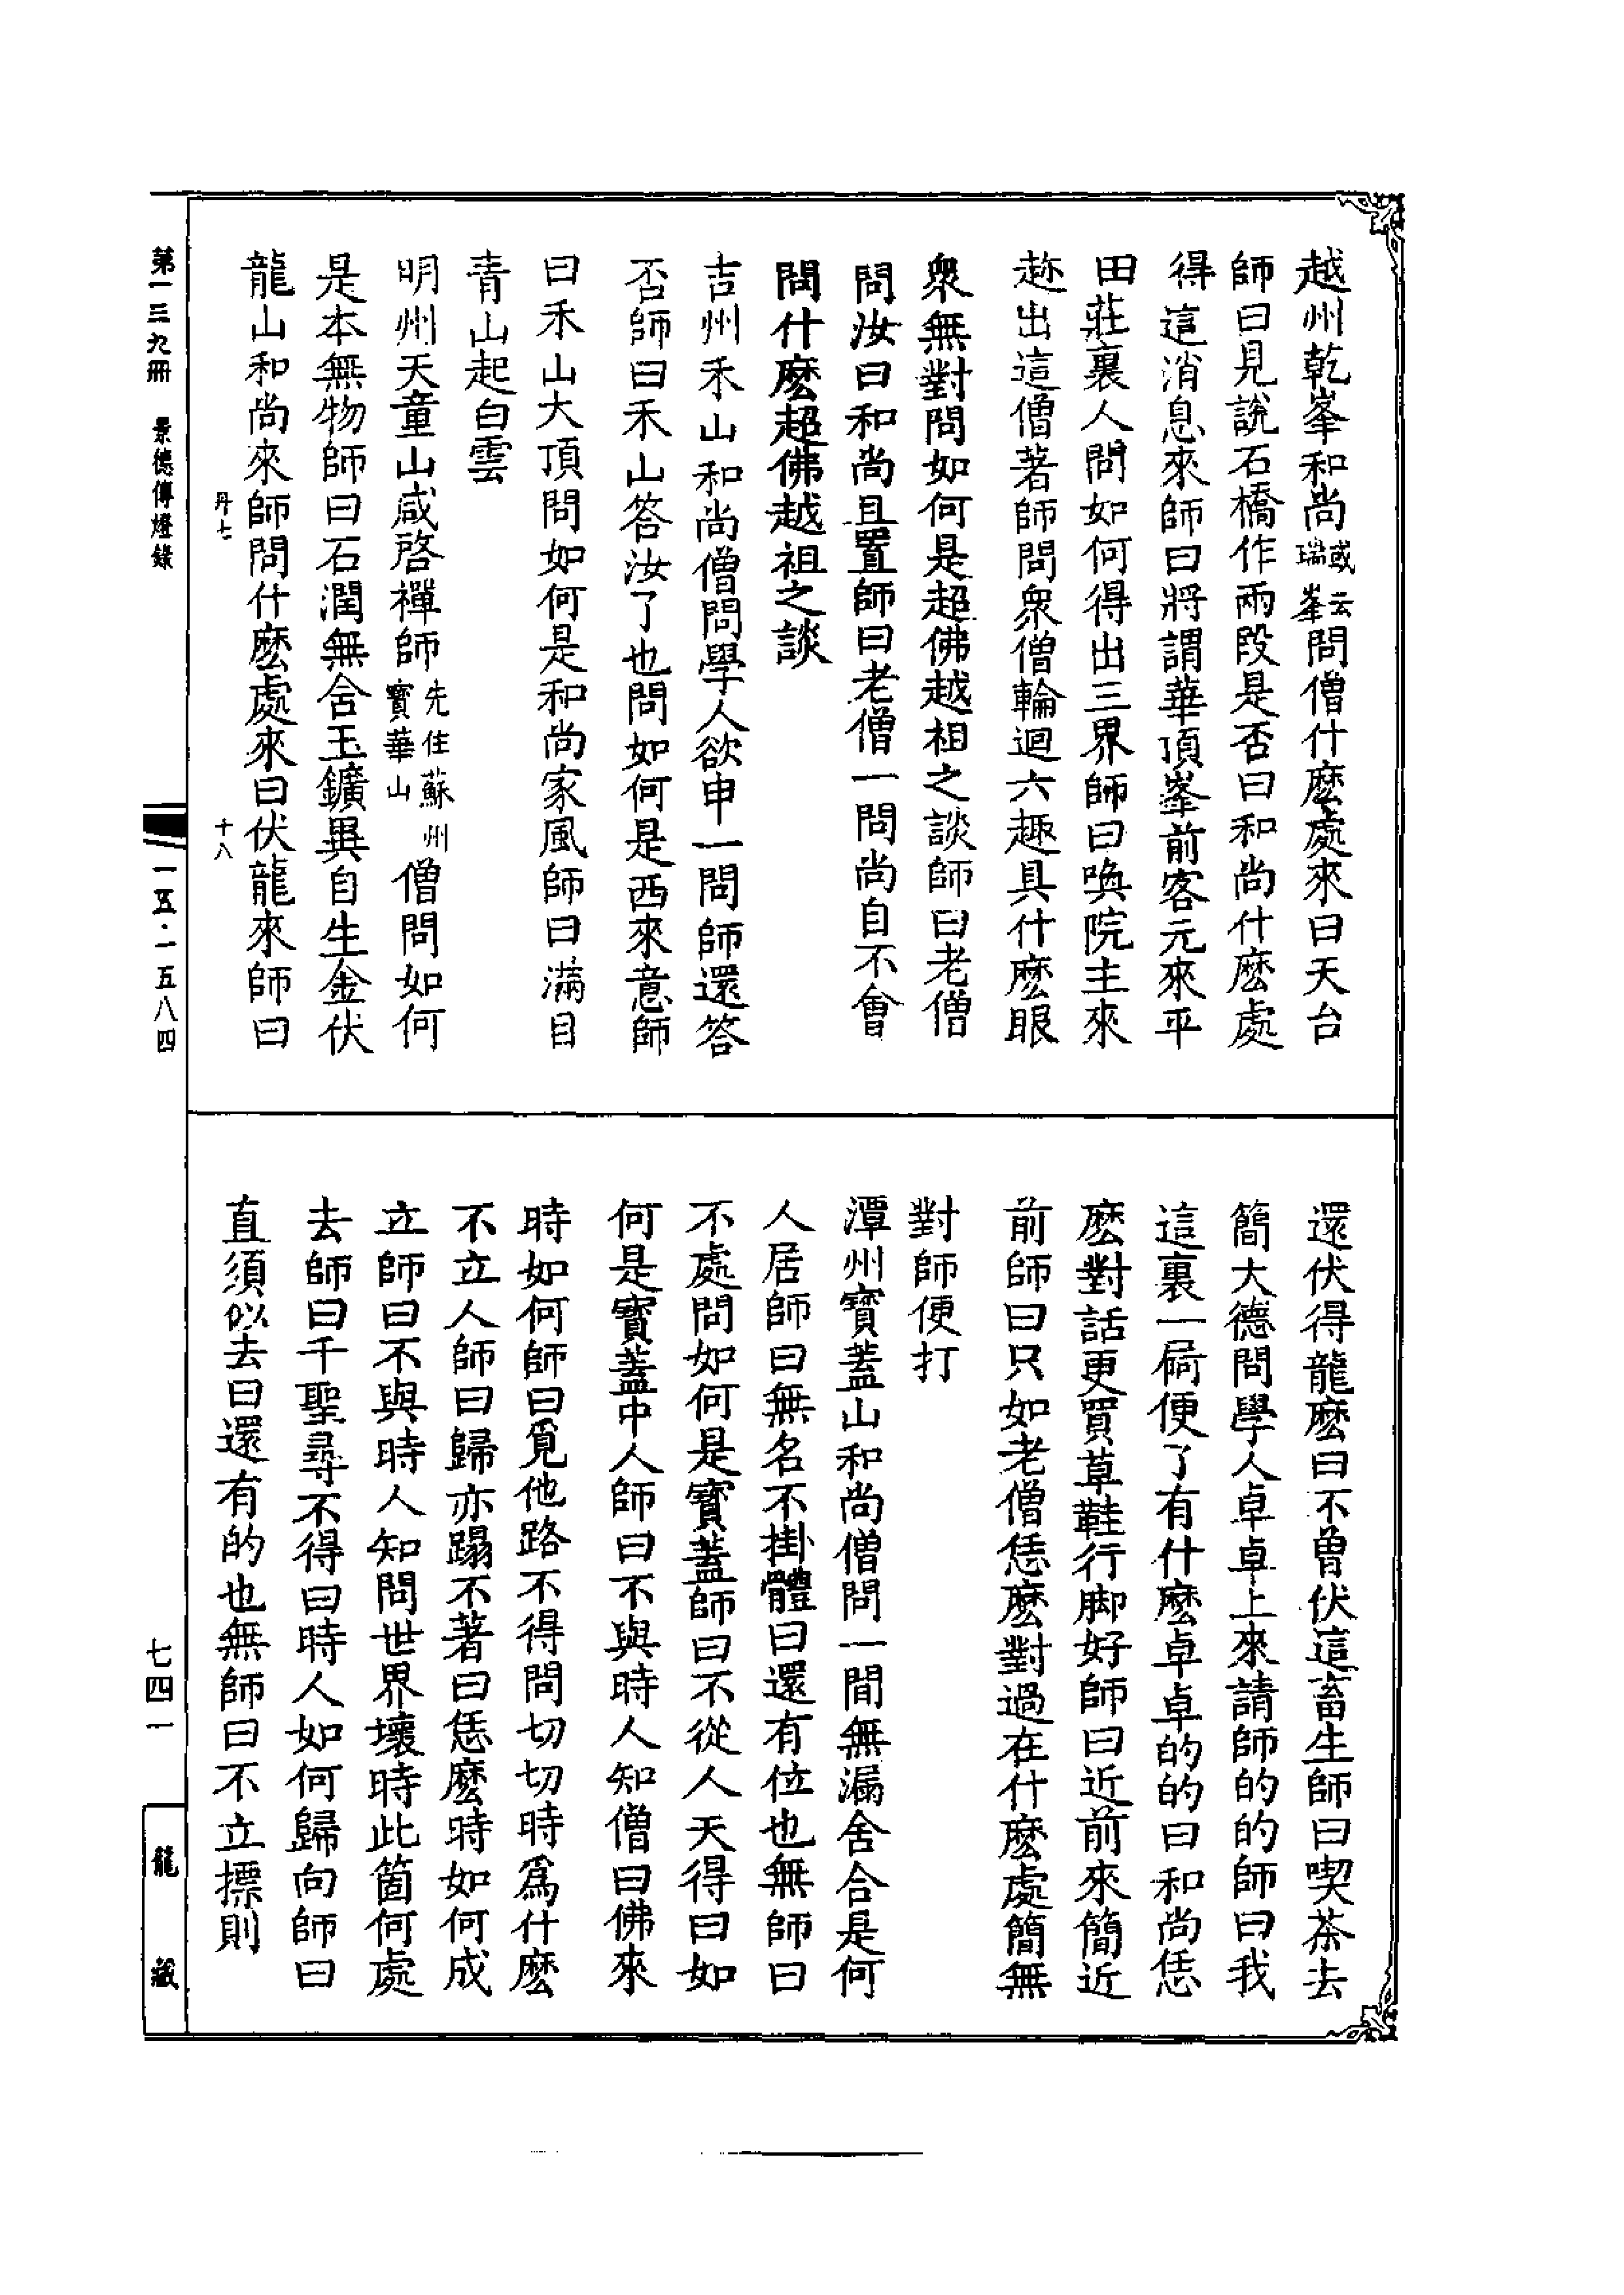 越州乾峯和尚或云瑞峯問僧什麽處來曰天台
師曰見說石橋作兩段是否曰和尚什麽處
得這消息來師曰將謂華頂峯前客元來平
田莊裏人問如何得出三界師曰喚院主來
趂出這僧著師問衆僧輪迴六趣具什麽眼
衆無對問如何是超佛越祖之談師曰老僧
問汝曰和尚且置師曰老僧一問尚自不會
問什麽超佛越祖之談
吉州禾山和尚僧問學人欲申一問師還答
否師曰禾山答汝了也問如何是西來意師
曰禾山大頂問如何是和尚家風師曰滿目
青山起白雲
明州天童山咸啓禪師先住蘇州寶華山僧問如何
是本無物師曰石潤無含玉鑛異自生金伏
龍山和尚來師問什麽處來曰伏龍來師曰
還伏得龍麽曰不曾伏這畜生師曰喫茶去
簡大德問學人卓卓上來請師的的師曰我
這裏一屙便了有什麽卓卓的的曰和尚恁
麽對話更買草鞋行脚好師曰近前來簡近
前師曰只如老僧恁麽對過在什麽處簡無
對師便打
潭州寶蓋山和尚僧問一間無漏舍合是何
人居師曰無名不掛體曰還有位也無師曰
不處問如何是寶蓋師曰不從人天得曰如
何是寶蓋中人師曰不與時人知僧曰佛來
時如何師曰覓他路不得問切切時爲什麽
不立人師曰歸亦蹋不著曰恁麽時如何成
立師曰不與時人知問世界壞時此箇何處
去師曰千聖尋不得曰時人如何歸向師曰
直須似去曰還有的也無師曰不立摽則
丹七
十八
第一三九冊 景德傳燈錄
一五·一五八四
七四一
龍藏